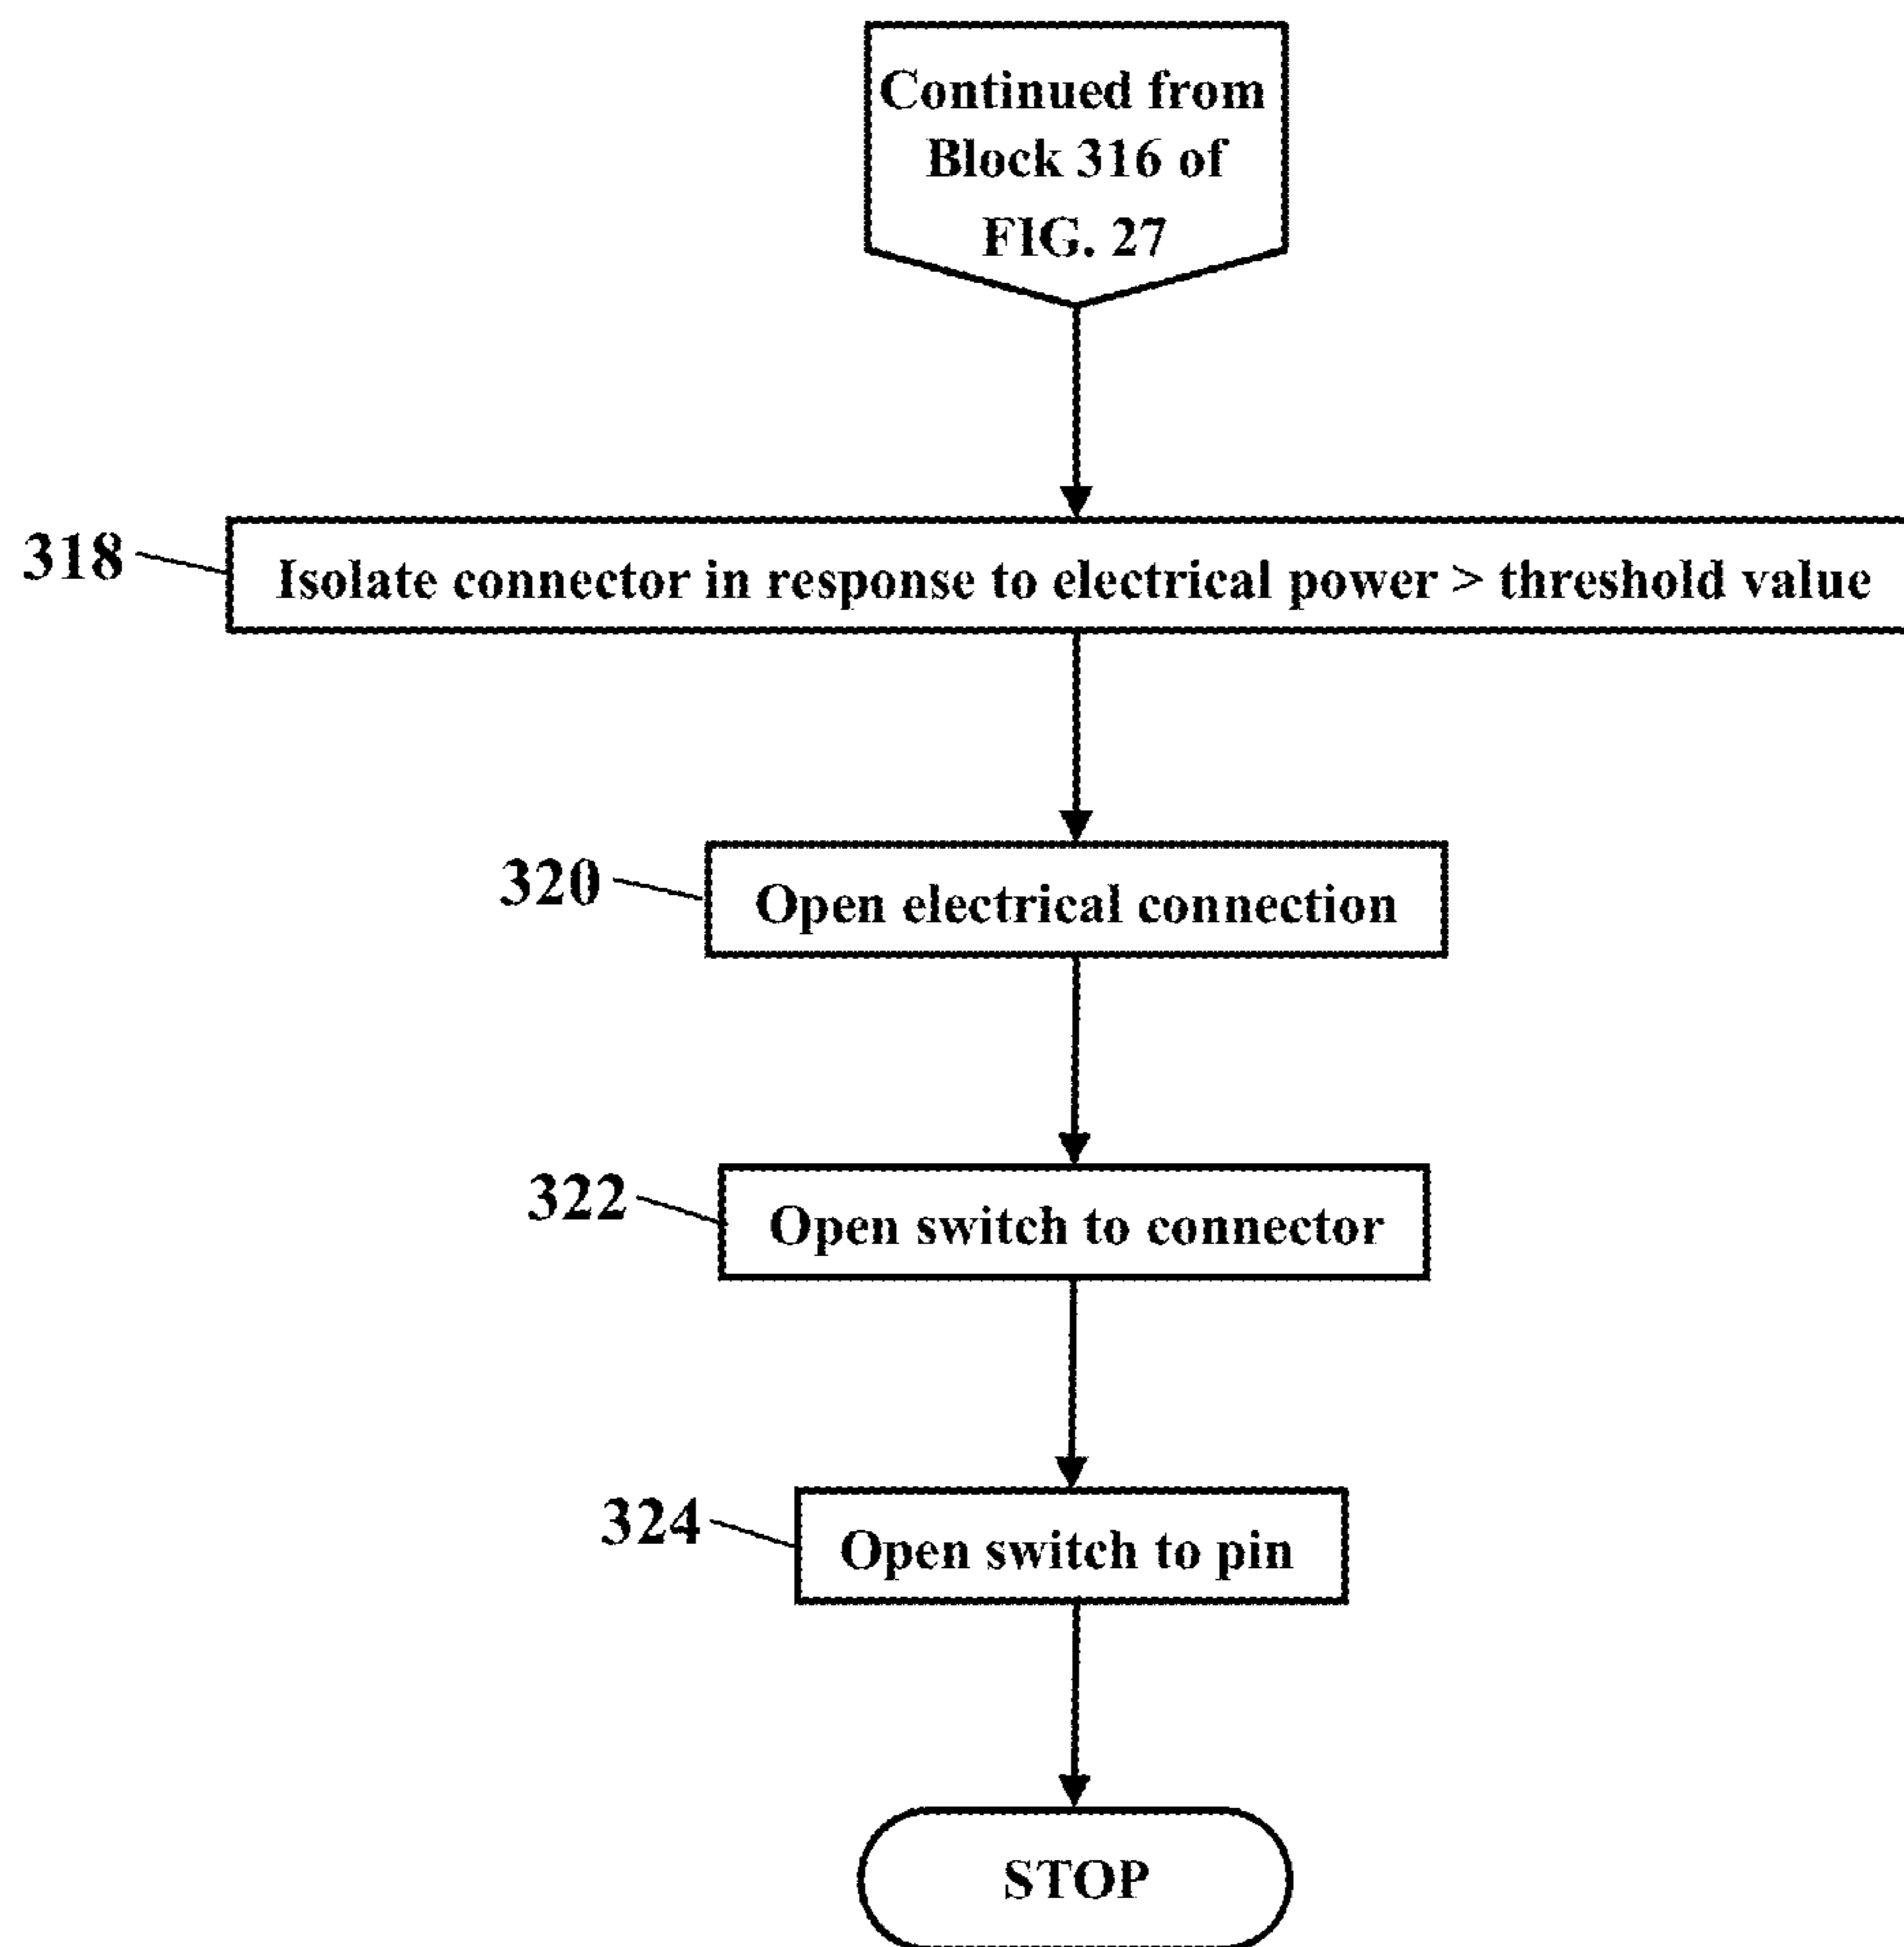 Continued from
Block 316 of
FIG. 27
318
Isolate connector in response to electrical power > threshold value
320
Open electrical connection
322
Open switch to connector
324
Open switch to pin
STOP